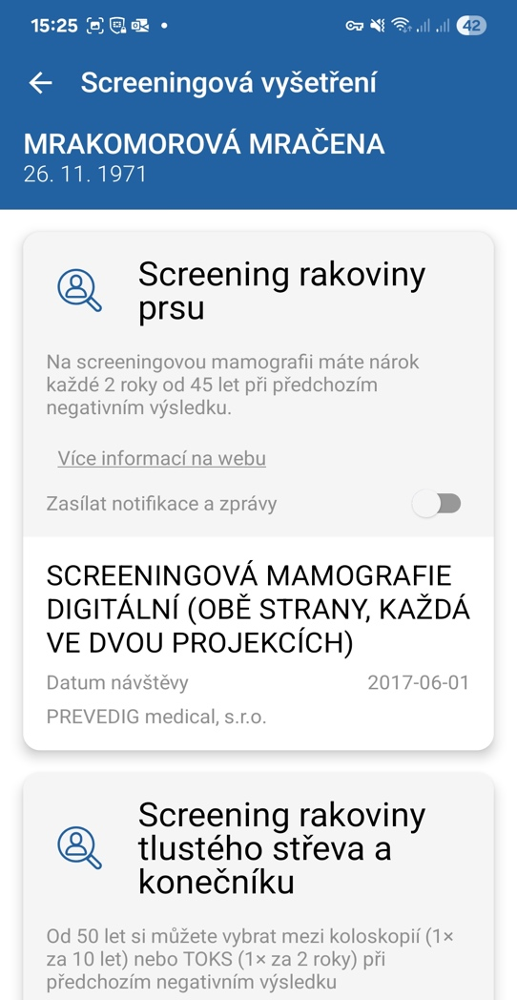 15:25
42
Screeningová vyšetření
MRAKOMOROVÁ MRAČENA
26. 11. 1971
Screening rakoviny
prsu
Na screeningovou mamografii máte nárok
každé 2 roky od 45 let při předchozím
negativním výsledku.
Více informací na webu
Zasílat notifikace a zprávy
SCREENINGOVÁ MAMOGRAFIE
DIGITÁLNÍ (OBĚ STRANY, KAŽDÁ
VE DVOU PROJEKCÍCH)
Datum návštěvy 2017-06-01
PREVEDIG medical, s.r.o.
Screening rakoviny
tlustého střeva a
konečníku
Od 50 let si můžete vybrat mezi koloskopií (1×
za 10 let) nebo TOKS (1× za 2 roky) při
předchozím negativním výsledku